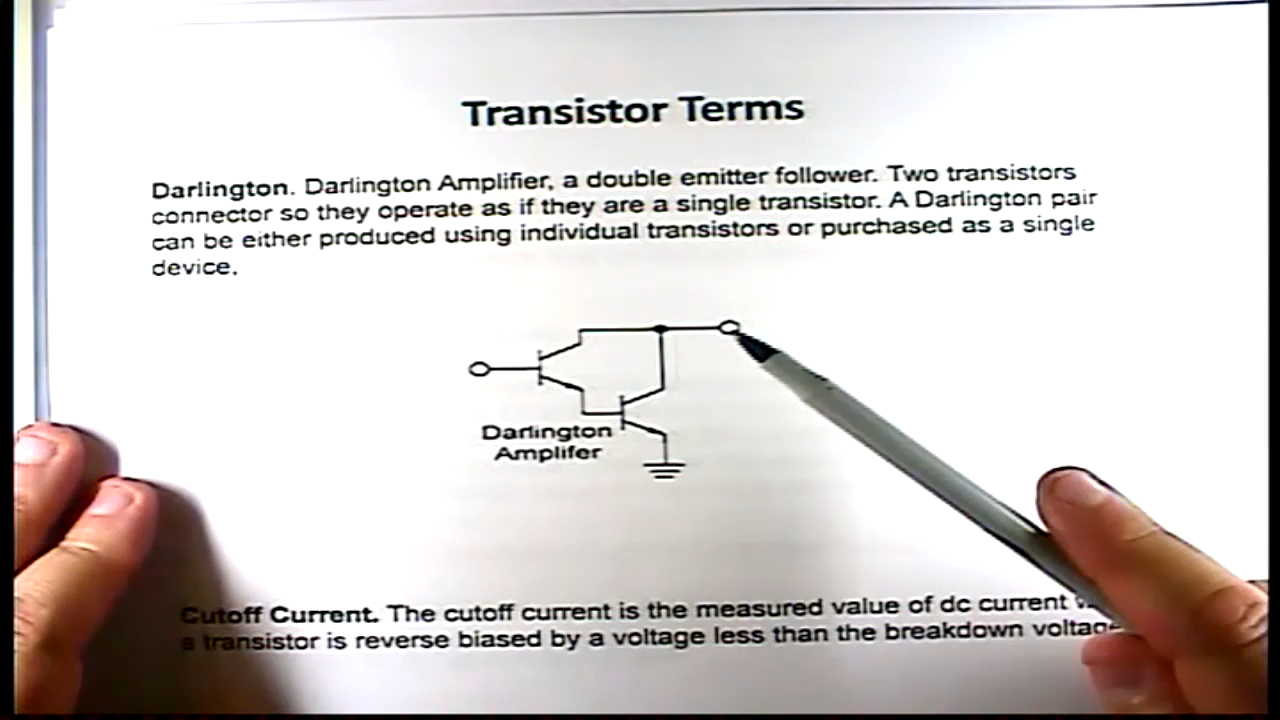 Transistor Terms
Darlington. Darlington Amplifier, a double emitter follower. Two transistors
connector so they operate as if they are a single transistor. A Darlington pair
can be either produced using individual transistors or purchased as a single
device.
Darlington
Amplifer
Cutoff Current. The cutoff current is the measured value of dc current
a transistor is reverse biased by a voltage less than the breakdown